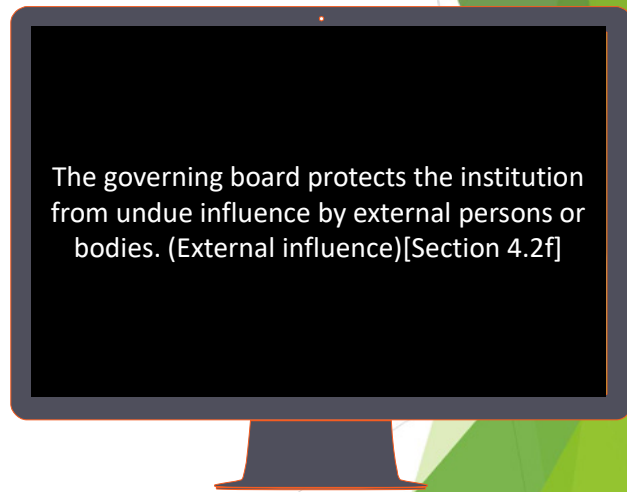 The governing board protects the institution
from undue influence by external persons or
bodies. (External influence)[Section 4.2f]